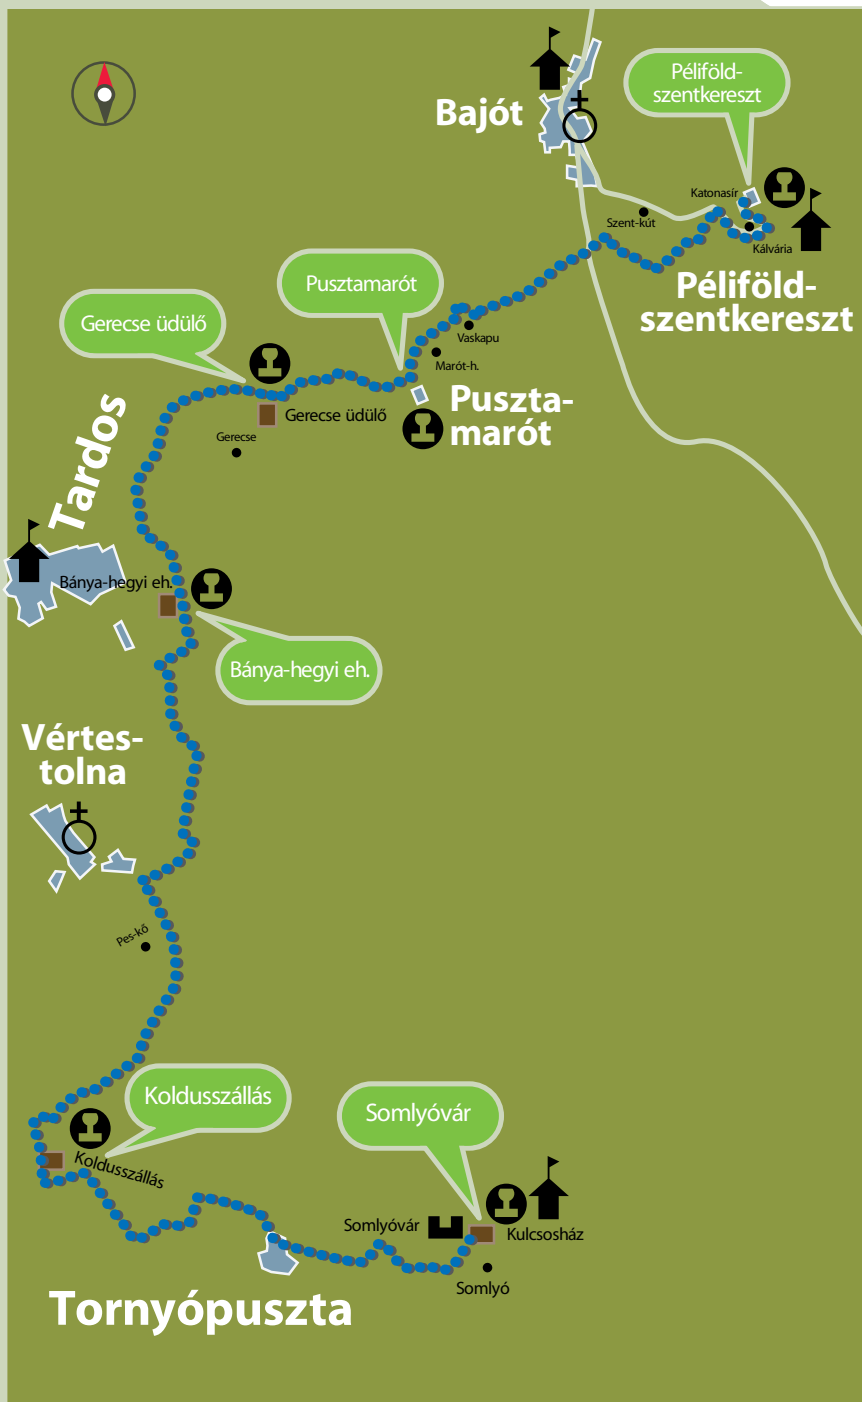 Péliföld-
szentkereszt
Bajót
Katonasír
Szent-kút
Kálvária
Péliföld-
szentkereszt
Pusztamarót
Gerecse üdülő
Vaskapu
Marót-h.
Puszta-
marót
Gerecse üdülő
Gerecse
Tardos
Bánya-hegyi eh.
Bánya-hegyi eh.
Vértes-
tolna
Pes-kő
Koldusszállás
Somlyóvár
Koldusszállás
Somlyóvár
Kulcsosház
Somlyó
Tornyópuszta